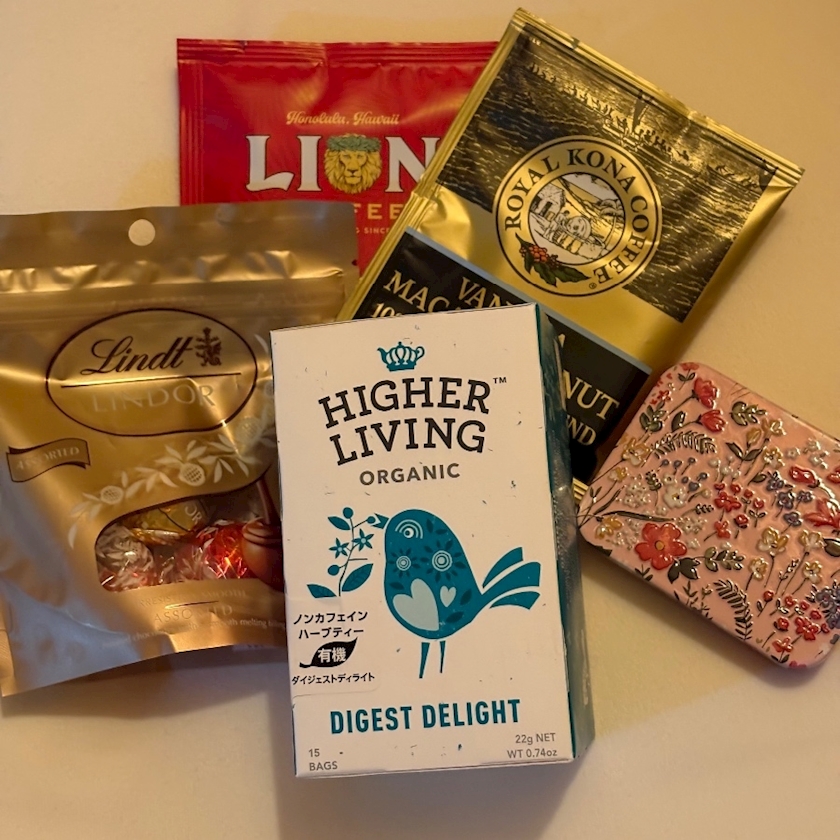 Honolulu, Hawaii
LION
ROYAL KONA COFFEE
®
Lindt
LINDOR
ASSORTED
ASSORTED
HIGHER™
LIVING
ORGANIC
ノンカフェイン
ハーブティー
有機
ダイジェストディライト
DIGEST DELIGHT
15
BAGS
22g NET
WT 0.74oz